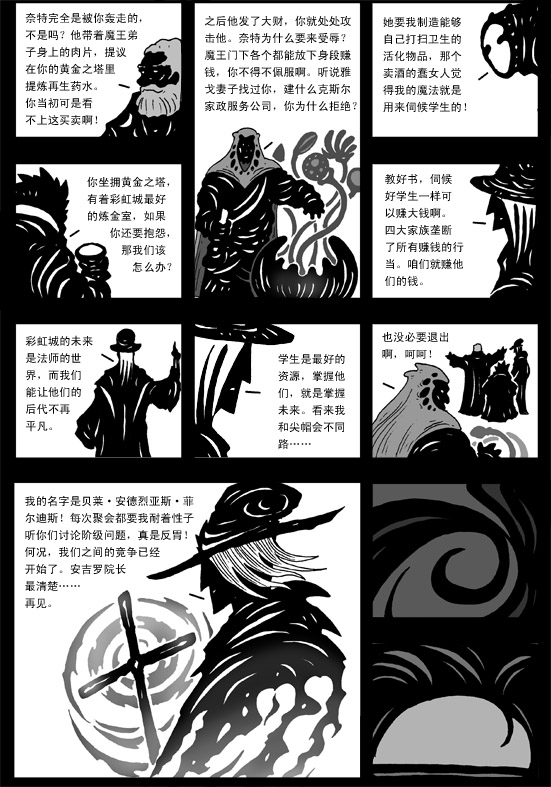 奈特完全是被你轰走的，
不是吗？他带着魔王弟
子身上的肉片，提议
在你的黄金之塔里
提炼再生药水。
你当初可是看
不上这买卖啊！
之后他发了大财，你就处处攻
击他。奈特为什么要来受辱？
魔王门下各个都能放下身段赚
钱，你不得不佩服啊。听说雅
戈妻子找过你，建什么克斯尔
家政服务公司，你为什么拒绝？
她要我制造能够
自己打扫卫生的
活化物品，那个
卖酒的蠢女人觉
得我的魔法就是
用来伺候学生的！
你坐拥黄金之塔，
有着彩虹城最好
的炼金室，如果
你还要抱怨，
那我们该
怎么办？
教好书，伺候
好学生一样可
以赚大钱啊。
四大家族垄断
了所有赚钱的行
当。咱们就赚他
们的钱。
彩虹城的未来
是法师的世
界，而我们
能让他们的
后代不再
平凡。
学生是最好的
资源，掌握他
们，就是掌握
未来。看来我
和尖帽会不同
路……
也没必要退出
啊，呵呵！
我的名字是贝莱·安德烈亚斯·菲
尔迪斯！每次聚会都要我耐着性子
听你们讨论阶级问题，真是反胃！
何况，我们之间的竞争已经
开始了。安吉罗院长
最清楚……
再见。